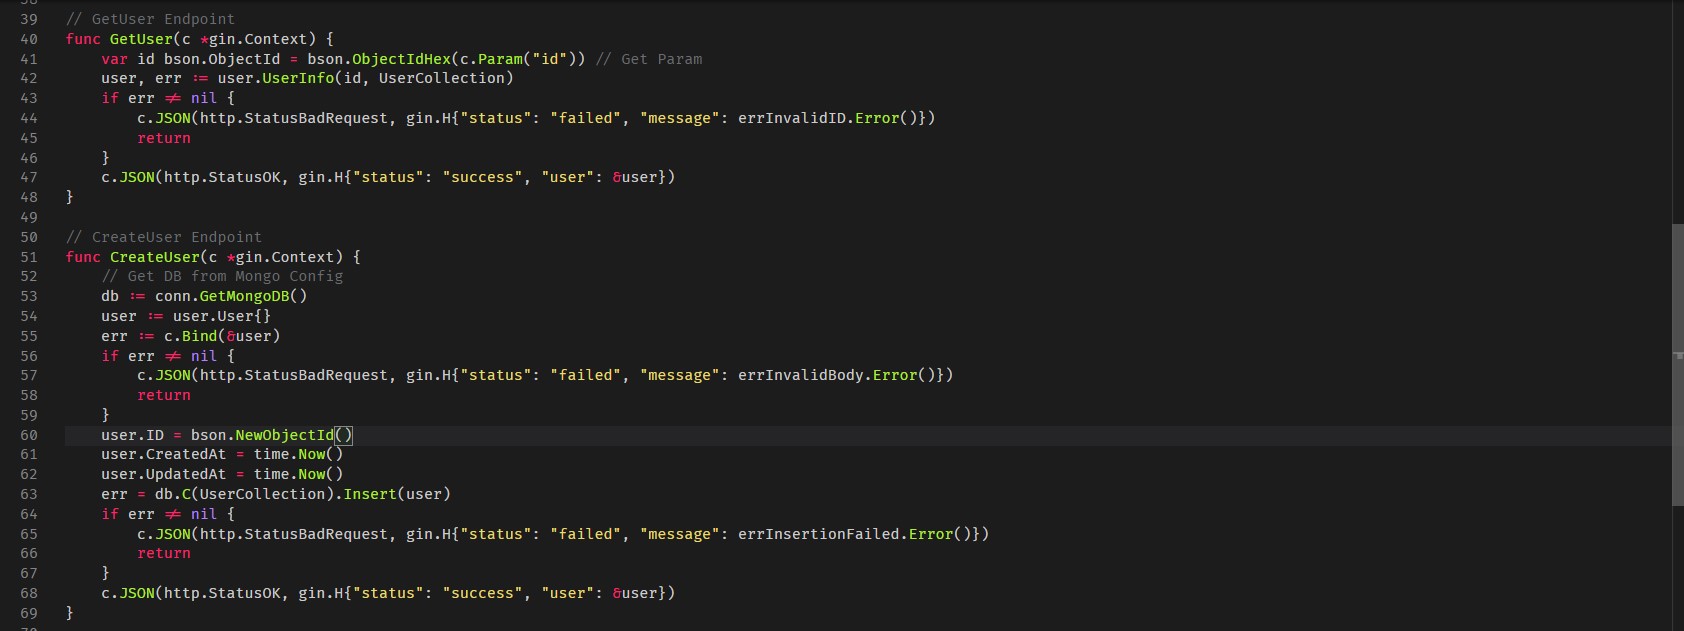 39 // GetUser Endpoint
40 func GetUser(c *gin.Context) {
41     var id bson.ObjectId = bson.ObjectIdHex(c.Param("id")) // Get Param
42     user, err := user.UserInfo(id, UserCollection)
43     if err != nil {
44         c.JSON(http.StatusBadRequest, gin.H{"status": "failed", "message": errInvalidID.Error()})
45         return
46     }
47     c.JSON(http.StatusOK, gin.H{"status": "success", "user": &user})
48 }
49
50 // CreateUser Endpoint
51 func CreateUser(c *gin.Context) {
52     // Get DB from Mongo Config
53     db := conn.GetMongoDB()
54     user := user.User{}
55     err := c.Bind(&user)
56     if err != nil {
57         c.JSON(http.StatusBadRequest, gin.H{"status": "failed", "message": errInvalidBody.Error()})
58         return
59     }
60     user.ID = bson.NewObjectId()
61     user.CreatedAt = time.Now()
62     user.UpdatedAt = time.Now()
63     err = db.C(UserCollection).Insert(user)
64     if err != nil {
65         c.JSON(http.StatusBadRequest, gin.H{"status": "failed", "message": errInsertionFailed.Error()})
66         return
67     }
68     c.JSON(http.StatusOK, gin.H{"status": "success", "user": &user})
69 }